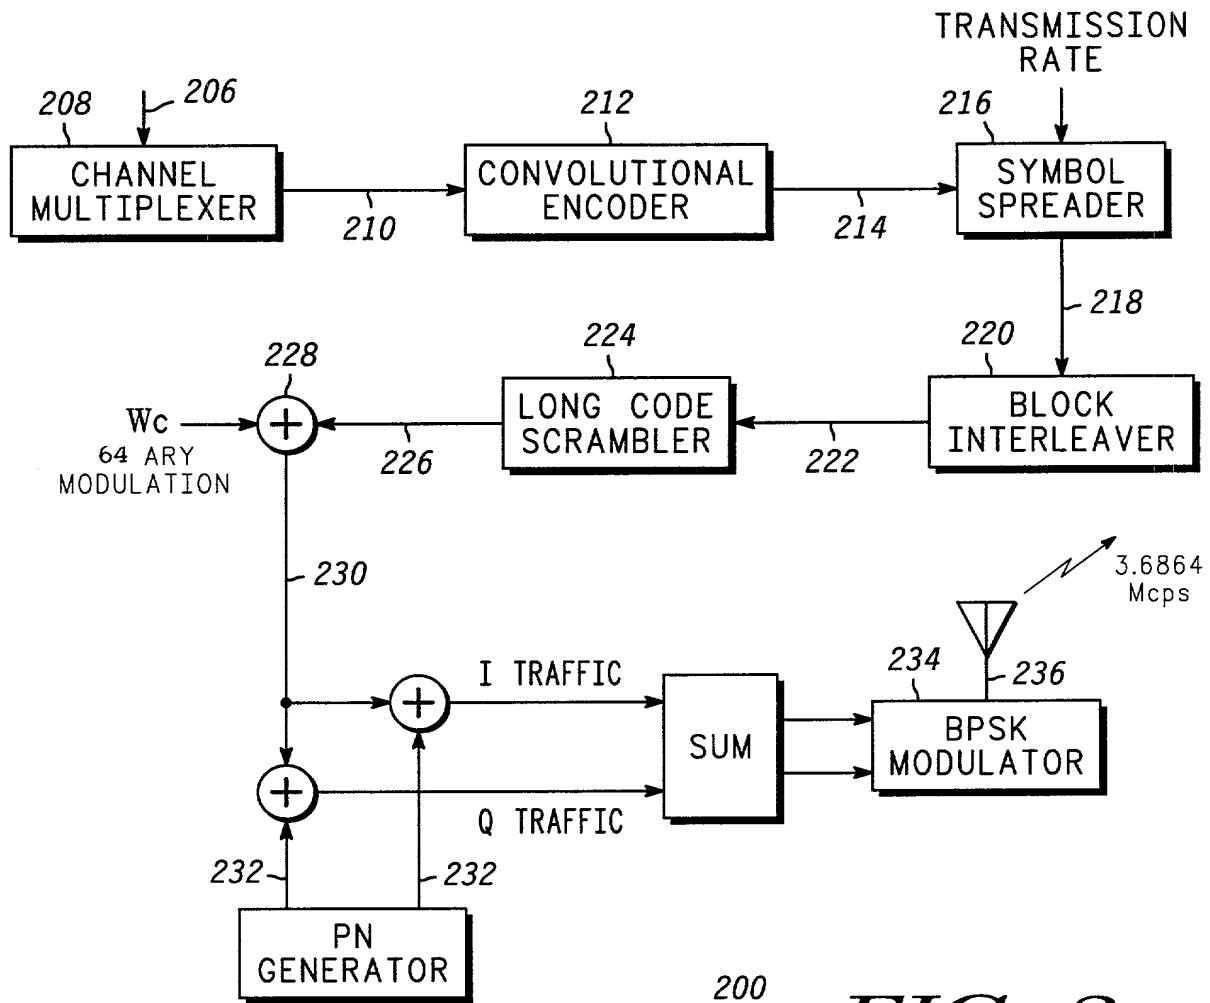 TRANSMISSION
RATE
208
206
212
216
CHANNEL
MULTIPLEXER
CONVOLUTIONAL
ENCODER
SYMBOL
SPREADER
210
214
218
228
224
220
Wc
64 ARY
MODULATION
LONG CODE
SCRAMBLER
BLOCK
INTERLEAVER
226
222
230
3.6864
Mcps
I TRAFFIC
234
236
SUM
BPSK
MODULATOR
Q TRAFFIC
232
232
PN
GENERATOR
200